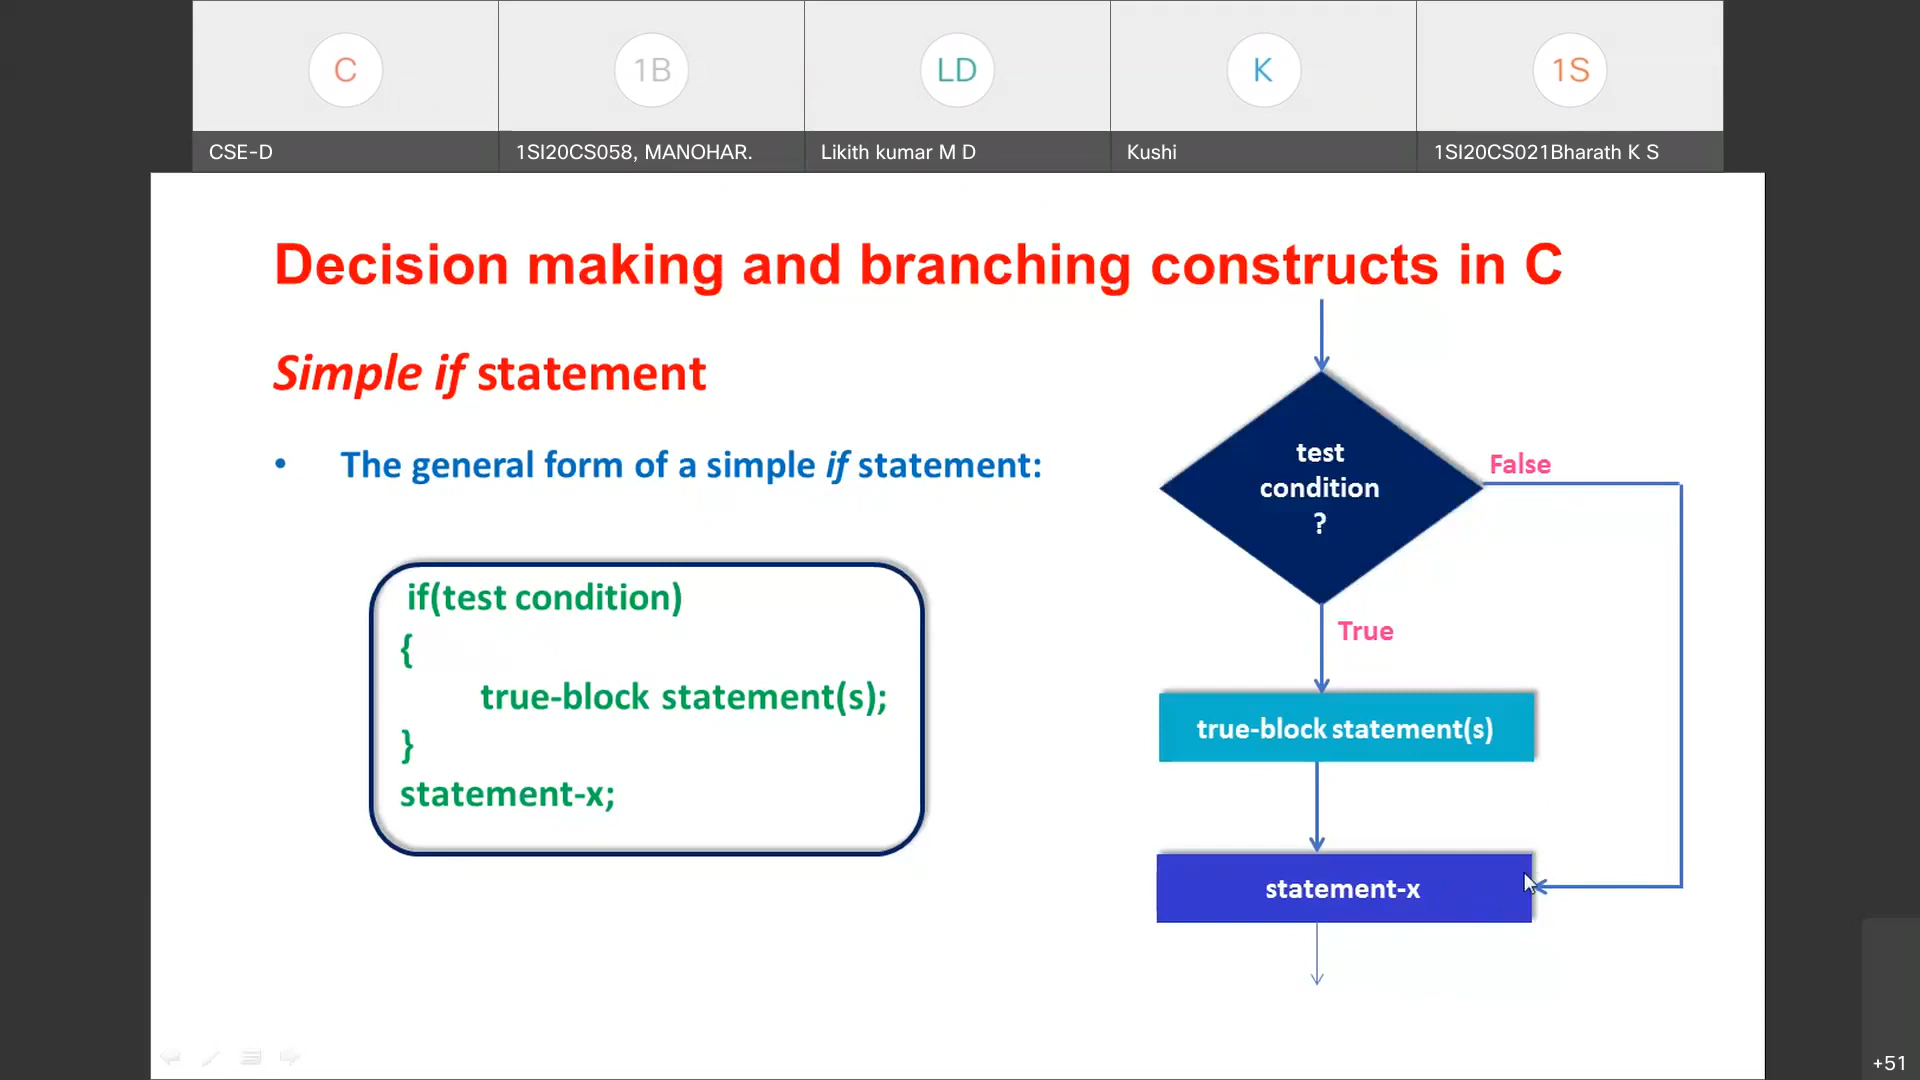 C
1B
LD
K
1S
CSE-D
1SI20CS058, MANOHAR.
Likith kumar M D
Kushi
1SI20CS021Bharath K S
Decision making and branching constructs in C
Simple if statement
• The general form of a simple if statement:
if(test condition)
{
true-block statement(s);
}
statement-x;
test
condition
?
False
True
true-block statement(s)
statement-x
+51